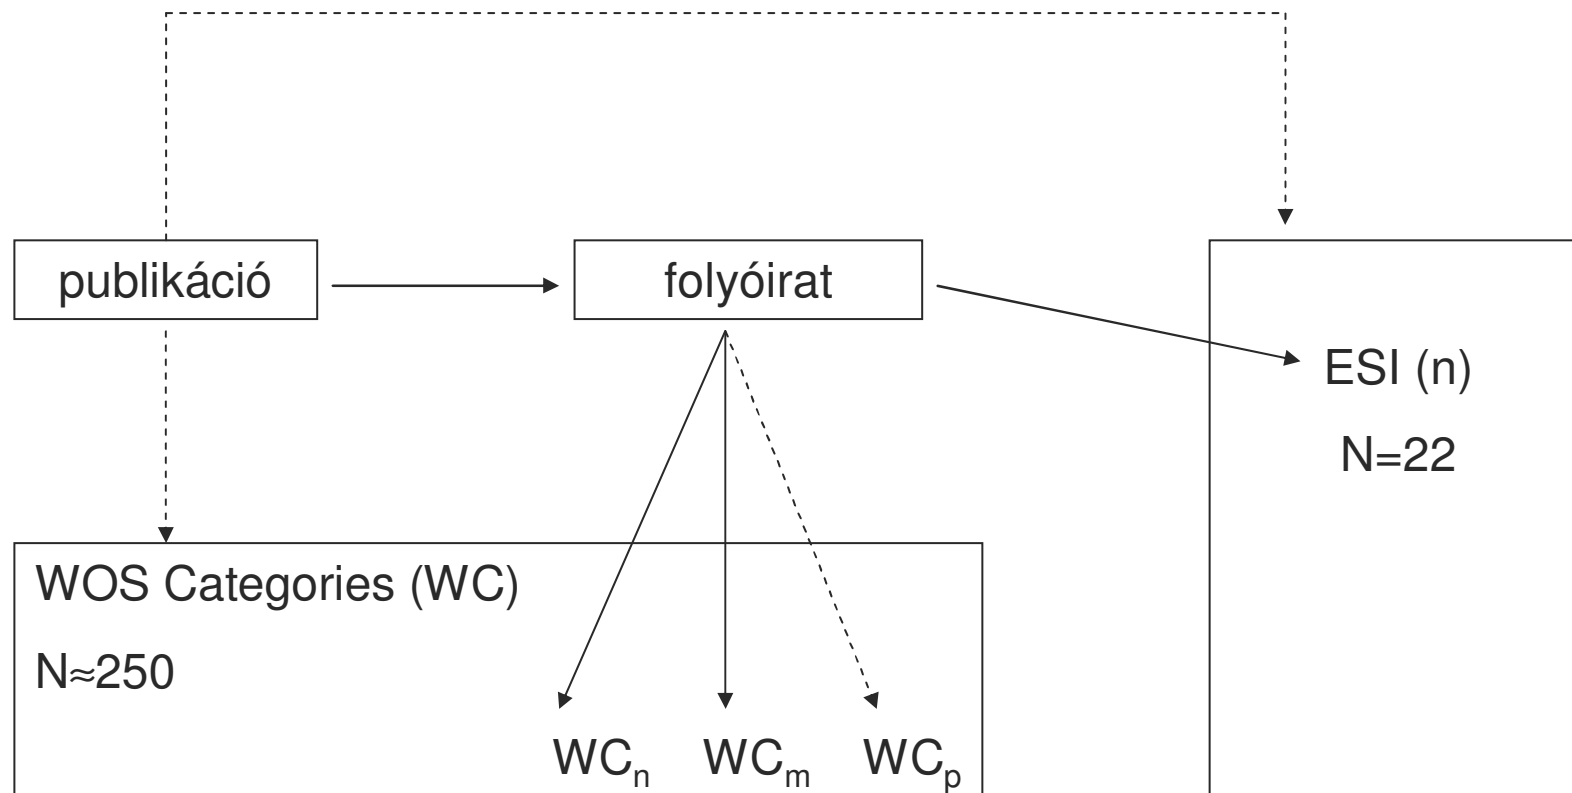 publikáció
folyóirat
ESI (n)
N=22
WOS Categories (WC)
N≈250
WCn WCm WCp